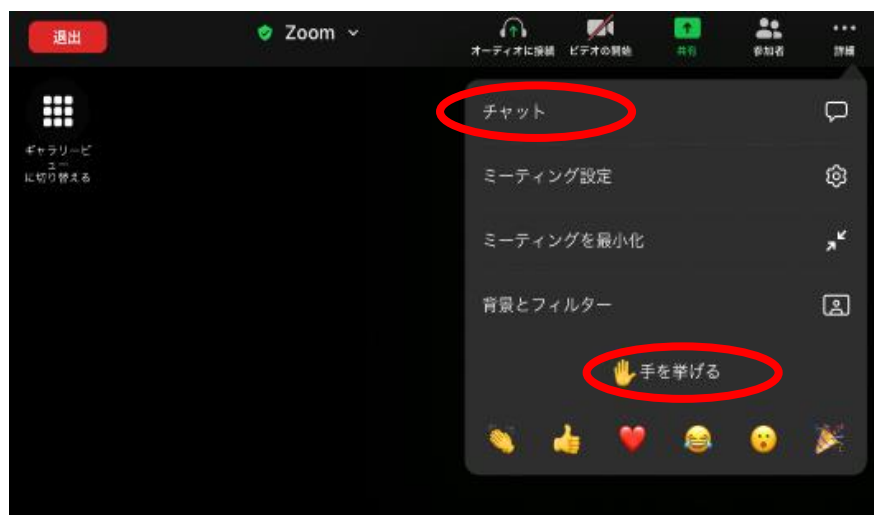 退出
Zoom
オーディオに接続
ビデオの開始
共有
参加者
詳細
チャット
ギャラリービ
ュー
に切り替える
ミーティング設定
ミーティングを最小化
背景とフィルター
手を挙げる